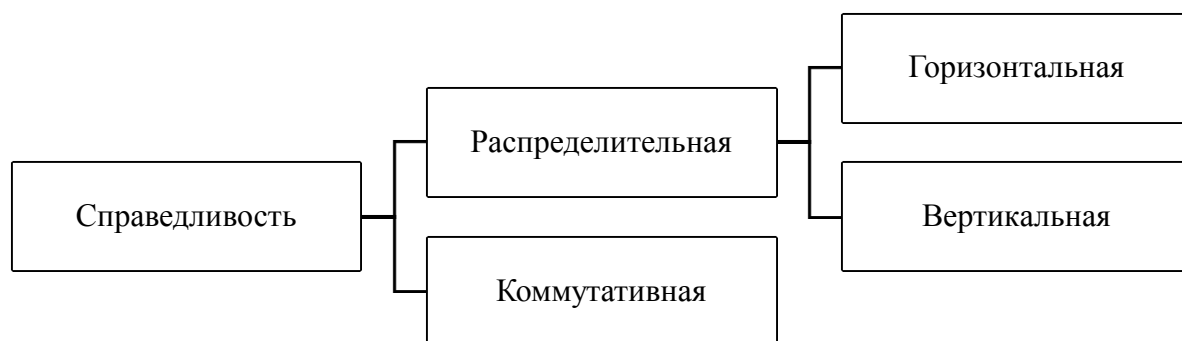 Справедливость
Распределительная
Коммутативная
Горизонтальная
Вертикальная